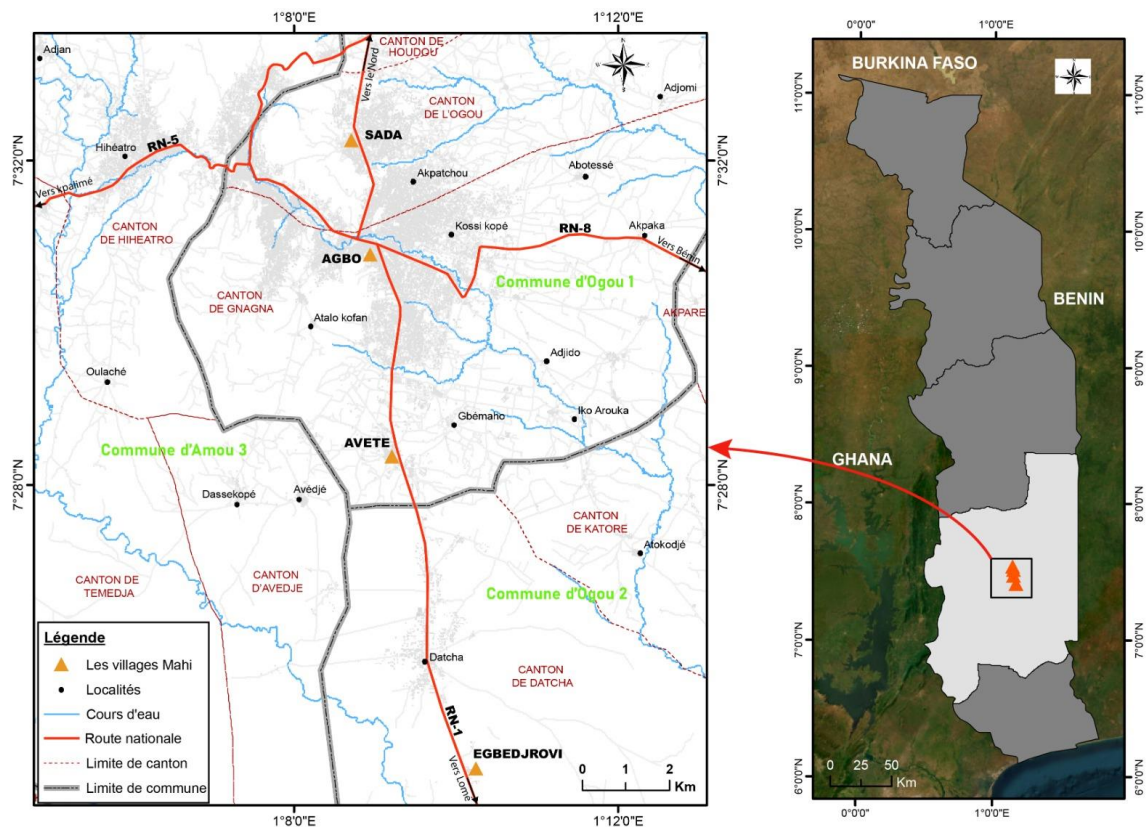 1°8'0"E
1°12'0"E
CANTON DE
HOUDOU
Adjan
Vers le Nord
N
W
E
S
Adjomi
CANTON
DE L'OGOU
SADA
7°32'0"N
7°32'0"N
Hihéatro
RN-5
Akpatchou
Abotessé
Vers kpalimé
CANTON
DE HIHEATRO
Kossi kopé
RN-8
Akpaka
Vers Bénin
AGBO
Commune d'Ogou 1
CANTON
DE GNAGNA
AKPARE
Atalo kofan
Adjido
Oulaché
Gbémaho
Iko Arouka
Commune d'Amou 3
AVETE
7°28'0"N
7°28'0"N
Dassekopé
Avédjé
CANTON
DE KATORE
Atokodjé
CANTON DE
TEMEDJA
CANTON
D'AVEDJE
Commune d'Ogou 2
Datcha
CANTON
DE DATCHA
RN-1
EGBEDJROVI
Vers Lomé
0 1 2
Km
Légende
Les villages Mahi
Localités
Cours d'eau
Route nationale
Limite de canton
Limite de commune
1°8'0"E
1°12'0"E
0°0'0"
1°0'0"E
BURKINA FASO
11°0'0"N
11°0'0"N
10°0'0"N
10°0'0"N
BENIN
9°0'0"N
9°0'0"N
GHANA
8°0'0"N
8°0'0"N
7°0'0"N
7°0'0"N
0 25 50
Km
6°0'0"N
6°0'0"N
0°0'0"
1°0'0"E